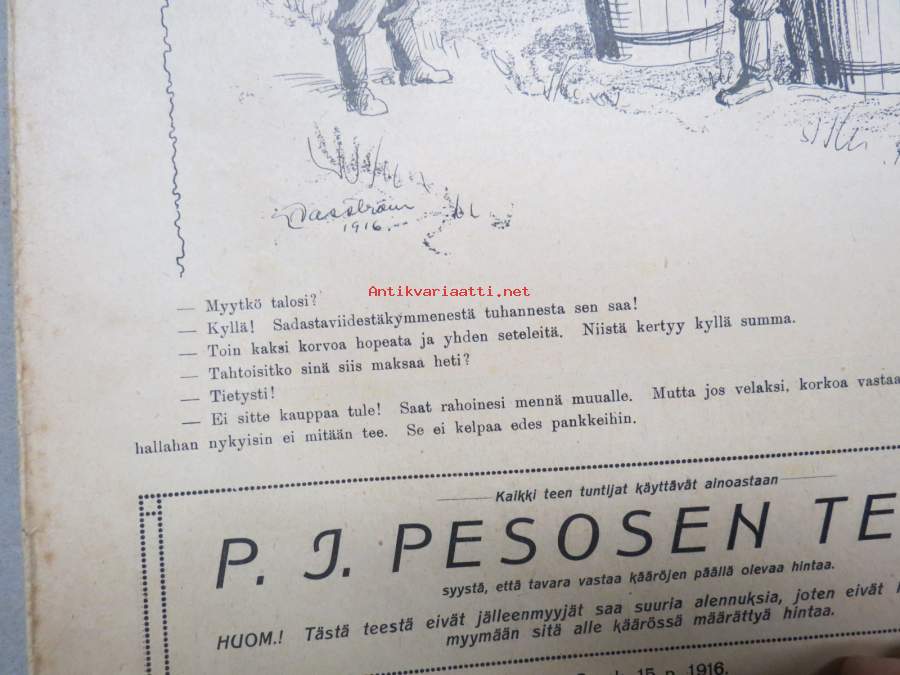 1916
Antikvariaatti.net
— Myytkö talosi?
— Kyllä! Sadastaviidestäkymmenestä tuhannesta sen saa!
— Toin kaksi korvoa hopeata ja yhden seteleitä. Niistä kertyy kyllä summa.
— Tahtoisitko sinä siis maksaa heti?
— Tietysti!
— Ei sitte kauppaa tule! Saat rahoinesi mennä muualle. Mutta jos velaksi, korkoa vastaa
hallahan nykyisin ei mitään tee. Se ei kelpaa edes pankkeihin.
Kaikki teen tuntijat käyttävät ainoastaan
P. J. PESOSEN TE
syystä, että tavara vastaa kääröjen päällä olevaa hintaa.
HUOM.! Tästä teestä eivät jälleenmyyjät saa suuria alennuksia, joten eivät
myymään sitä alle käärössä määrättyä hintaa.
15 p. 1916.